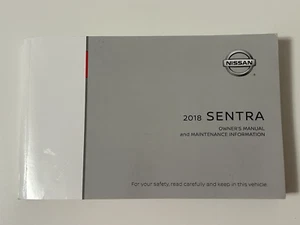 NISSAN
2018 SENTRA
OWNER'S MANUAL
and MAINTENANCE INFORMATION
For your safety, read carefully and keep in this vehicle.